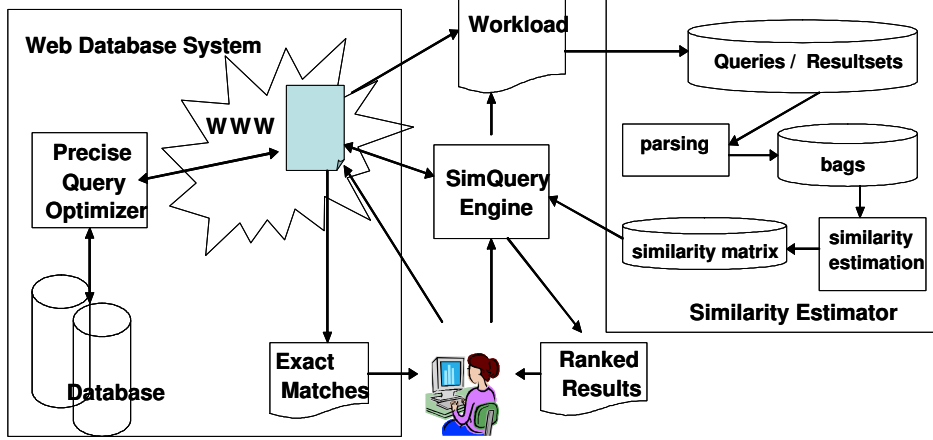 Web Database System
WWW
Precise
Query
Optimizer
Database
Exact
Matches
Workload
SimQuery
Engine
Ranked
Results
Queries / Resultsets
parsing
bags
similarity matrix
similarity
estimation
Similarity Estimator